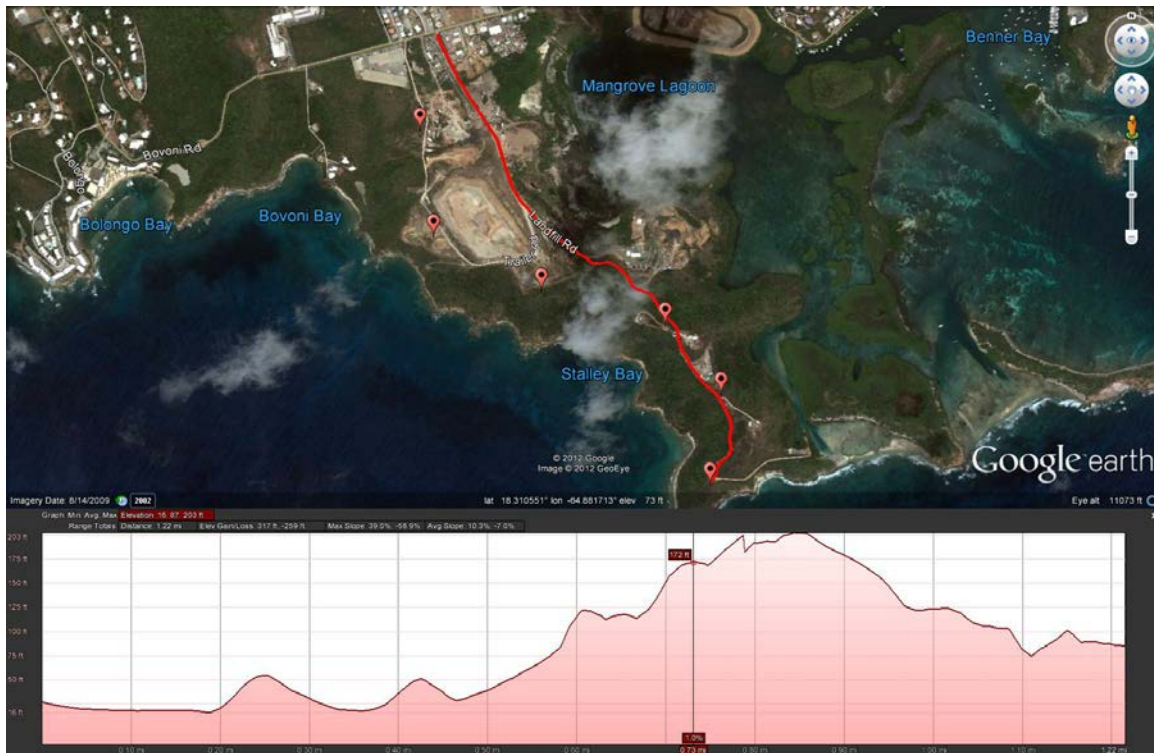 Benner Bay
N
Mangrove Lagoon
Bovoni Rd
Bolongo
Bolongo Bay
Bovoni Bay
Landfill Rd
Stalley Bay
© 2012 Google
Image © 2012 GeoEye
Google earth
Imagery Date: 8/14/2009 2002 lat 18.310551° lon -64.881713° elev 73 ft Eye alt 11073 ft
Graph: Min, Avg, Max Elevation: 16, 87, 203 ft
Range Totals: Distance: 1.22 mi Elev Gain/Loss: 317 ft, -259 ft Max Slope: 39.0%, -56.9% Avg Slope: 10.3%, -7.0%
203 ft
175 ft
172 ft
150 ft
125 ft
100 ft
75 ft
50 ft
16 ft
1.0%
0.10 mi 0.20 mi 0.30 mi 0.40 mi 0.50 mi 0.60 mi 0.73 mi 0.80 mi 0.90 mi 1.00 mi 1.10 mi 1.22 mi